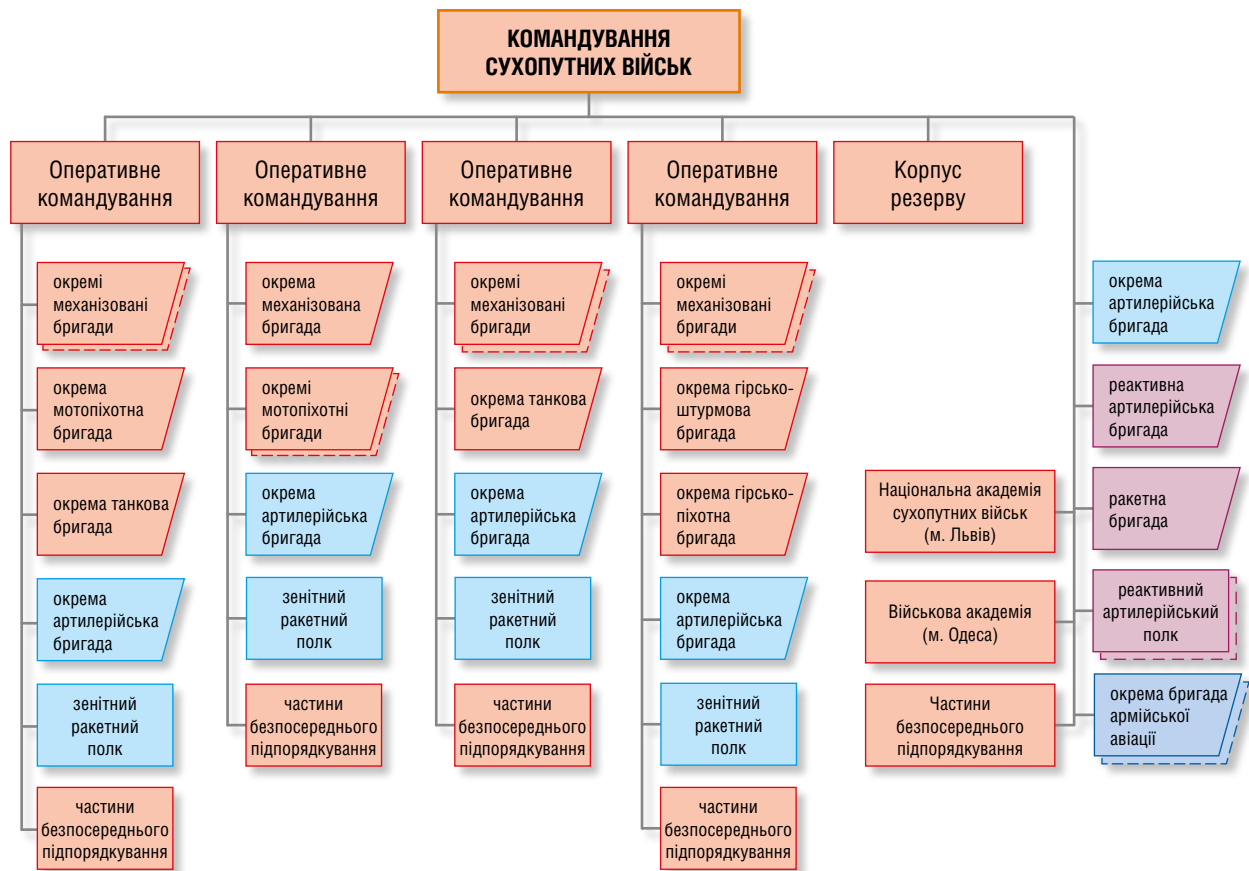 КОМАНДУВАННЯ
СУХОПУТНИХ ВІЙСЬК
Оперативне
командування
окремі
механізовані
бригади
окрема
мотопіхотна
бригада
окрема танкова
бригада
окрема
артилерійська
бригада
зенітний
ракетний
полк
частини
безпосереднього
підпорядкування
Оперативне
командування
окрема
механізована
бригада
окремі
мотопіхотні
бригади
окрема
артилерійська
бригада
зенітний
ракетний
полк
частини
безпосереднього
підпорядкування
Оперативне
командування
окремі
механізовані
бригади
окрема танкова
бригада
окрема
артилерійська
бригада
зенітний
ракетний
полк
частини
безпосереднього
підпорядкування
Оперативне
командування
окремі
механізовані
бригади
окрема гірсько-
штурмова
бригада
окрема гірсько-
піхотна
бригада
окрема
артилерійська
бригада
зенітний
ракетний
полк
частини
безпосереднього
підпорядкування
Корпус
резерву
Національна академія
сухопутних військ
(м. Львів)
Військова академія
(м. Одеса)
Частини
безпосереднього
підпорядкування
окрема
артилерійська
бригада
реактивна
артилерійська
бригада
ракетна
бригада
реактивний
артилерійський
полк
окрема бригада
армійської
авіації